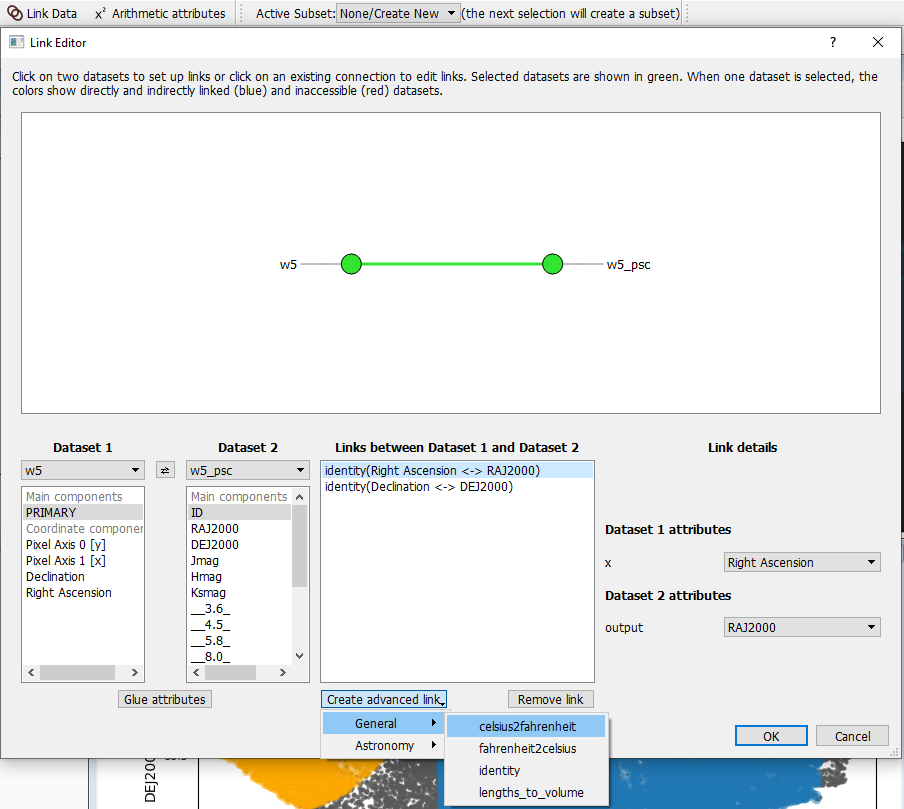 Link Data x² Arithmetic attributes Active Subset: None/Create New (the next selection will create a subset)
Link Editor ? 
Click on two datasets to set up links or click on an existing connection to edit links. Selected datasets are shown in green. When one dataset is selected, the
colors show directly and indirectly linked (blue) and inaccessible (red) datasets.
w5 w5_psc
Dataset 1 Dataset 2 Links between Dataset 1 and Dataset 2 Link details
w5 w5_psc
Main components
PRIMARY
Coordinate componer
Pixel Axis 0 [y]
Pixel Axis 1 [x]
Declination
Right Ascension
Main components
ID
RAJ2000
DEJ2000
Jmag
Hmag
Ksmag
__3.6_
__4.5_
__5.8_
__8.0_
identity(Right Ascension <-> RAJ2000)
identity(Declination <-> DEJ2000)
Dataset 1 attributes
x Right Ascension
Dataset 2 attributes
output RAJ2000
Glue attributes Create advanced link Remove link
General
Astronomy
celsius2fahrenheit
fahrenheit2celsius
identity
lengths_to_volume
OK Cancel